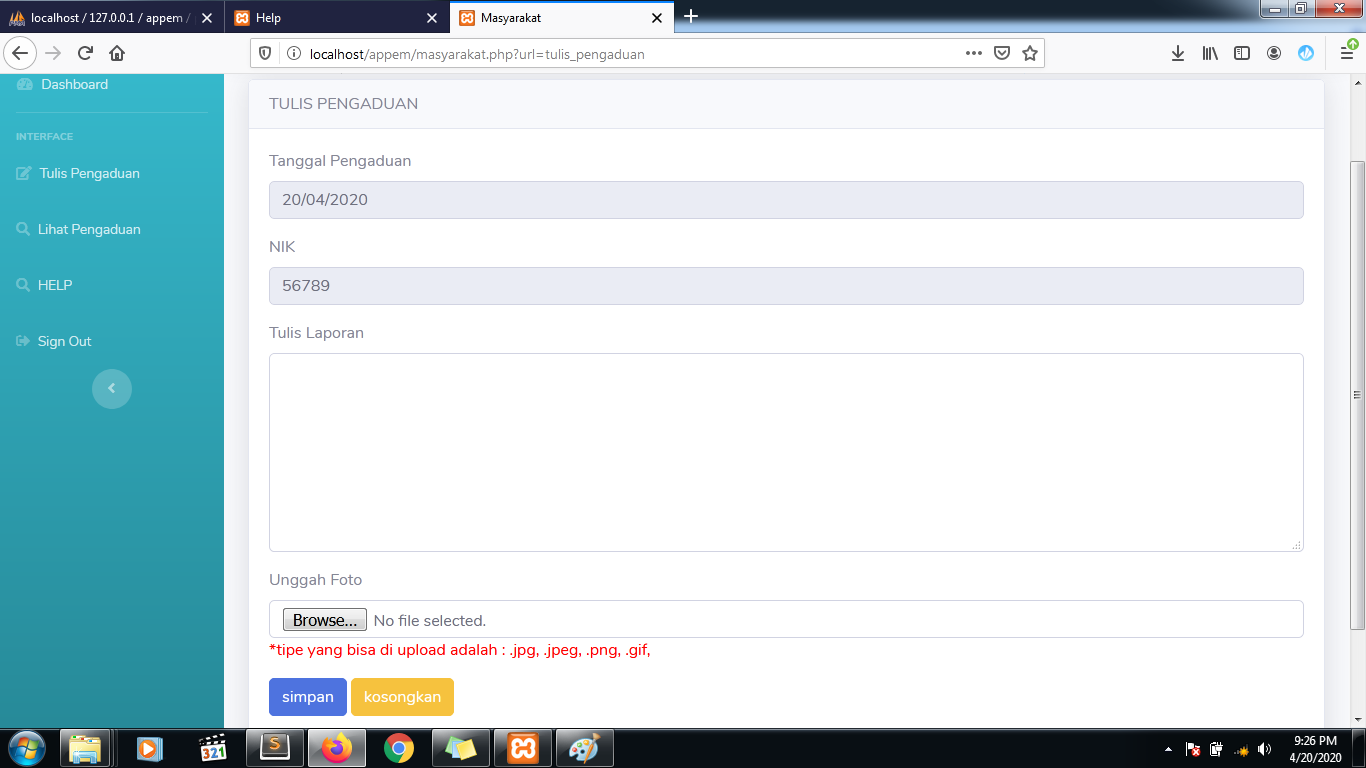 localhost / 127.0.0.1 / appem /
Help
Masyarakat
localhost/appem/masyarakat.php?url=tulis_pengaduan
Dashboard
INTERFACE
Tulis Pengaduan
Lihat Pengaduan
HELP
Sign Out
TULIS PENGADUAN
Tanggal Pengaduan
20/04/2020
NIK
56789
Tulis Laporan
Unggah Foto
Browse... No file selected.
*tipe yang bisa di upload adalah : .jpg, .jpeg, .png, .gif,
simpan kosongkan
321
9:26 PM
4/20/2020